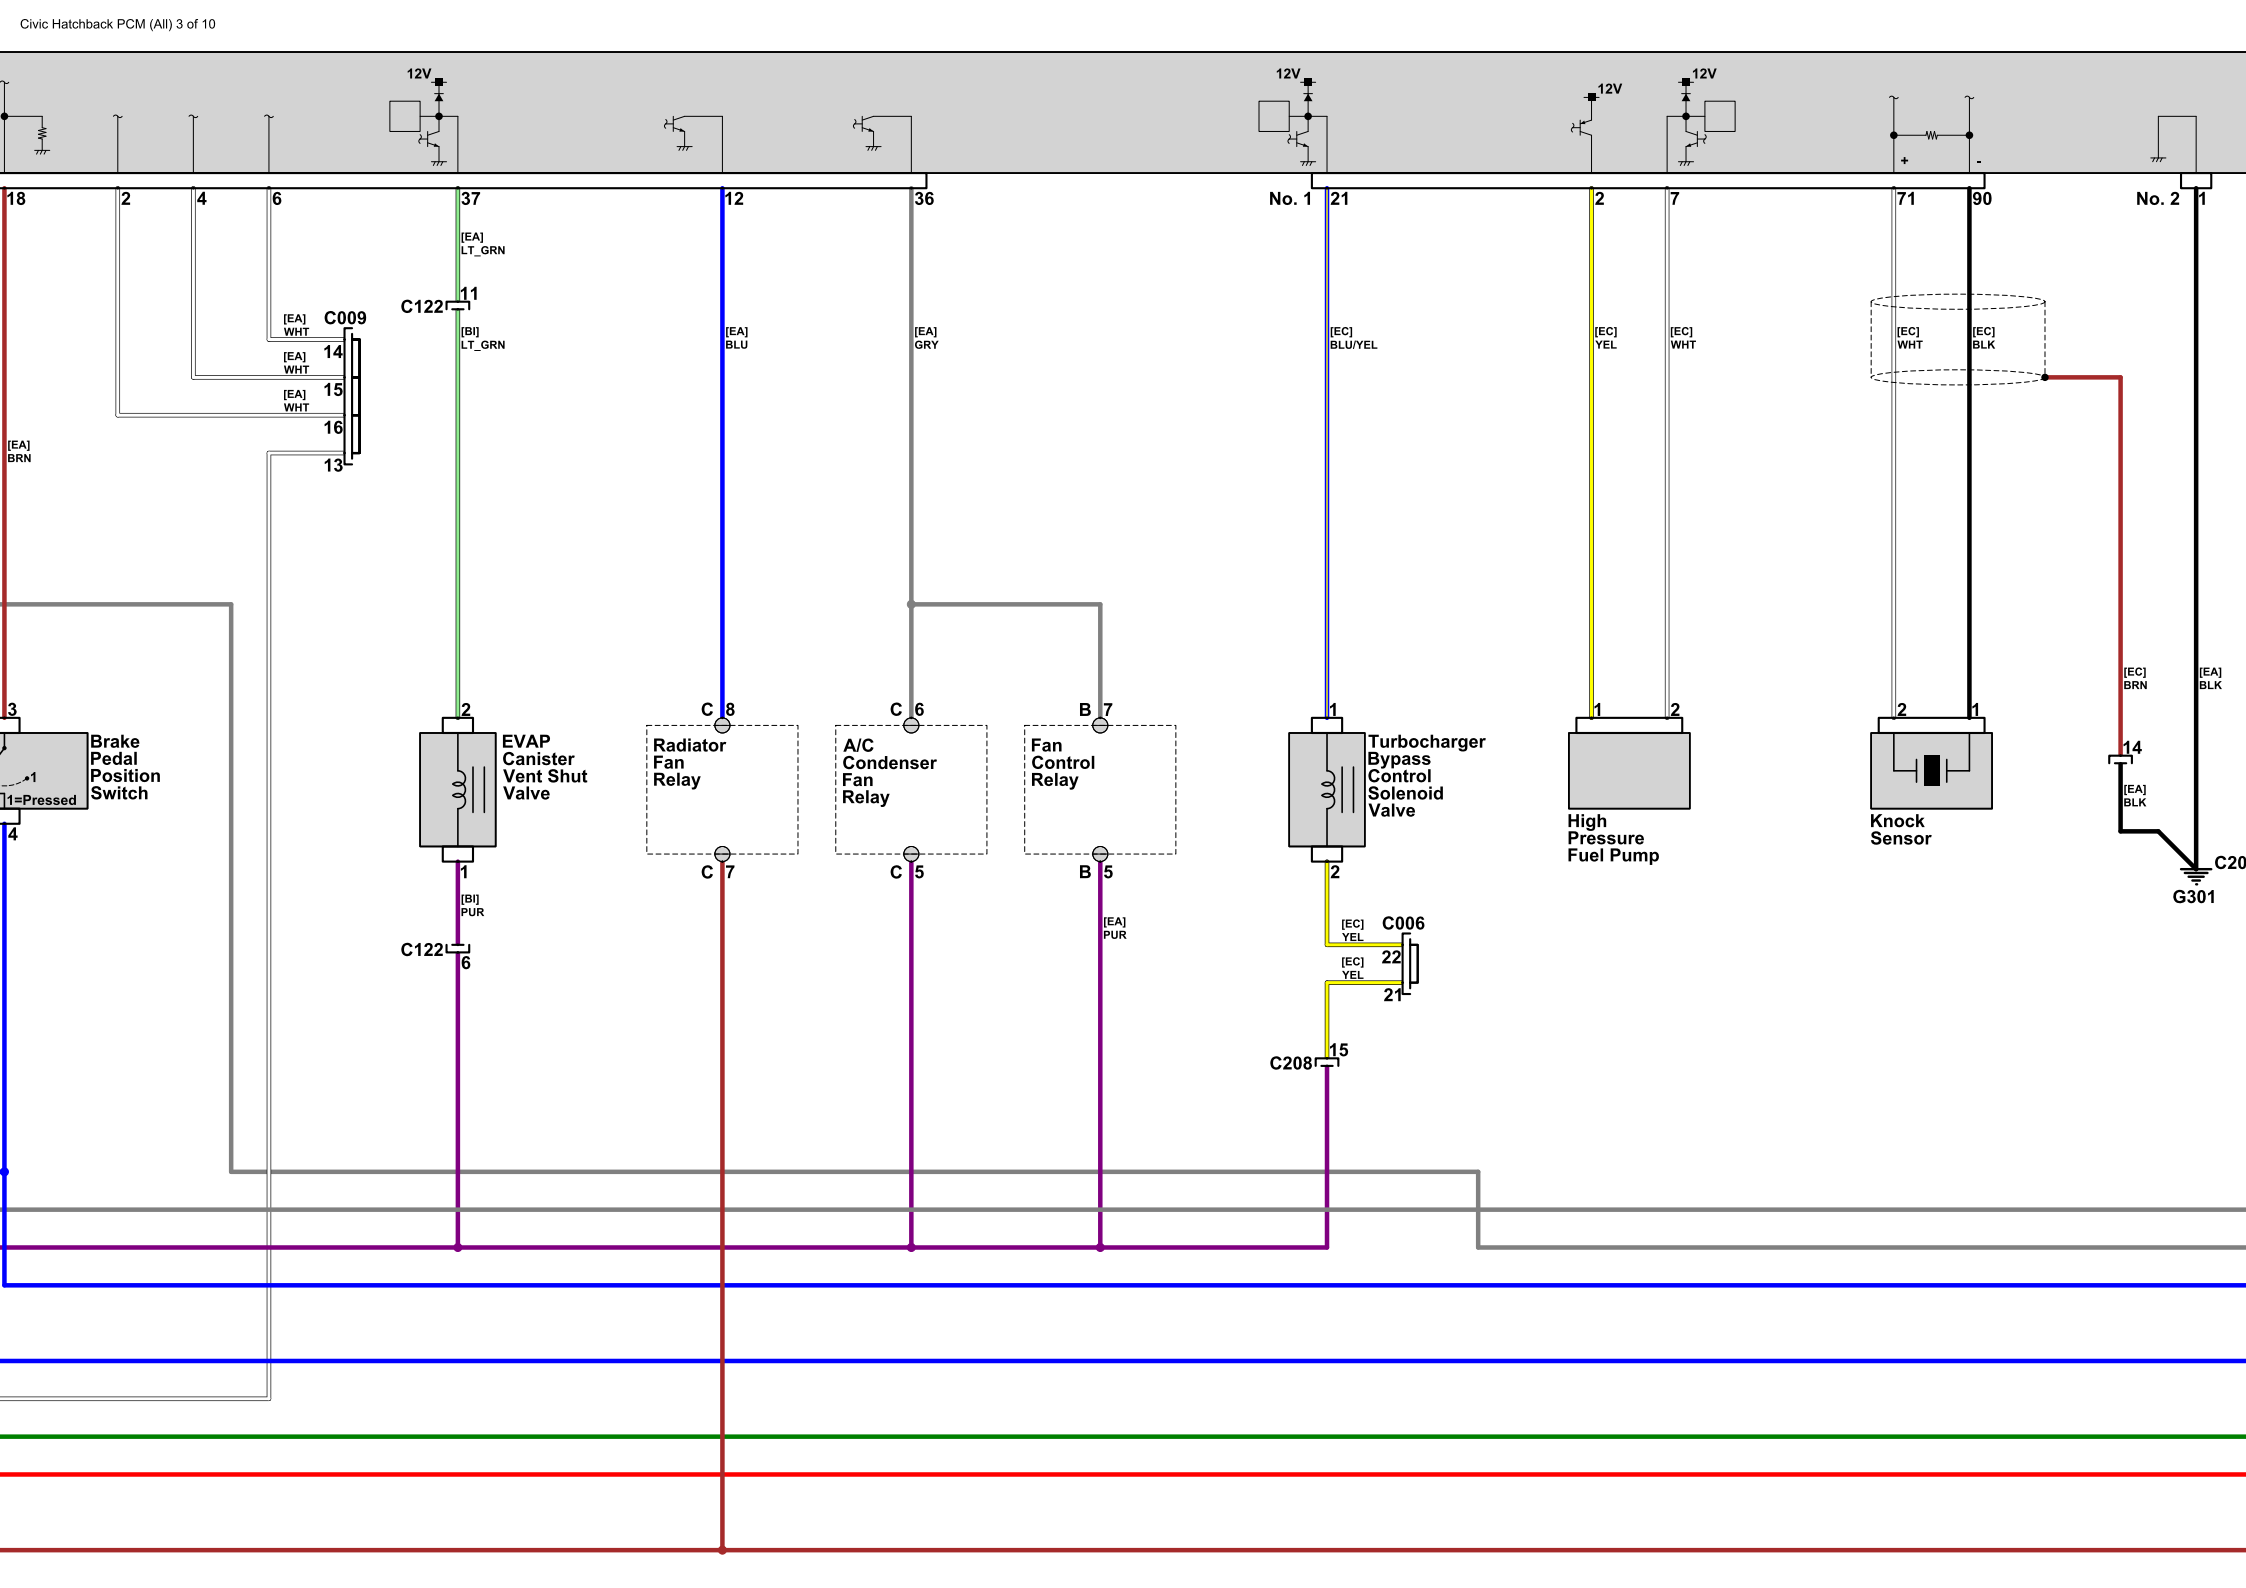 Civic Hatchback PCM (All) 3 of 10
12V
12V
12V
12V
+
-
18
2
4
6
37
12
36
No. 1
21
2
7
71
90
No. 2
1
[EA]
LT_GRN
C122
11
[BI]
LT_GRN
[EA]
WHT
C009
14
[EA]
WHT
15
[EA]
WHT
16
13
[EA]
BRN
[EA]
BLU
[EA]
GRY
[EC]
BLU/YEL
[EC]
YEL
[EC]
WHT
[EC]
WHT
[EC]
BLK
[EC]
BRN
[EA]
BLK
3
Brake
Pedal
Position
Switch
1
1=Pressed
4
2
EVAP
Canister
Vent Shut
Valve
1
[BI]
PUR
C122
6
C
8
Radiator
Fan
Relay
C
7
C
6
A/C
Condenser
Fan
Relay
C
5
B
7
Fan
Control
Relay
B
5
[EA]
PUR
1
Turbocharger
Bypass
Control
Solenoid
Valve
2
[EC]
YEL
C006
22
[EC]
YEL
21
C208
15
1
2
High
Pressure
Fuel Pump
2
1
Knock
Sensor
14
[EA]
BLK
C20
G301